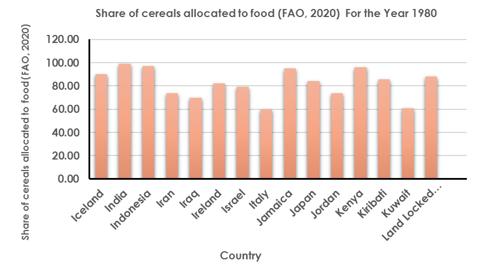 Share of cereals allocated to food (FAO, 2020)  For the Year 1980
Share of cereals allocated to food (FAO, 2020)
120.00
100.00
80.00
60.00
40.00
20.00
0.00
Iceland
India
Indonesia
Iran
Iraq
Ireland
Israel
Italy
Jamaica
Japan
Jordan
Kenya
Kiribati
Kuwait
Land Locked...
Country